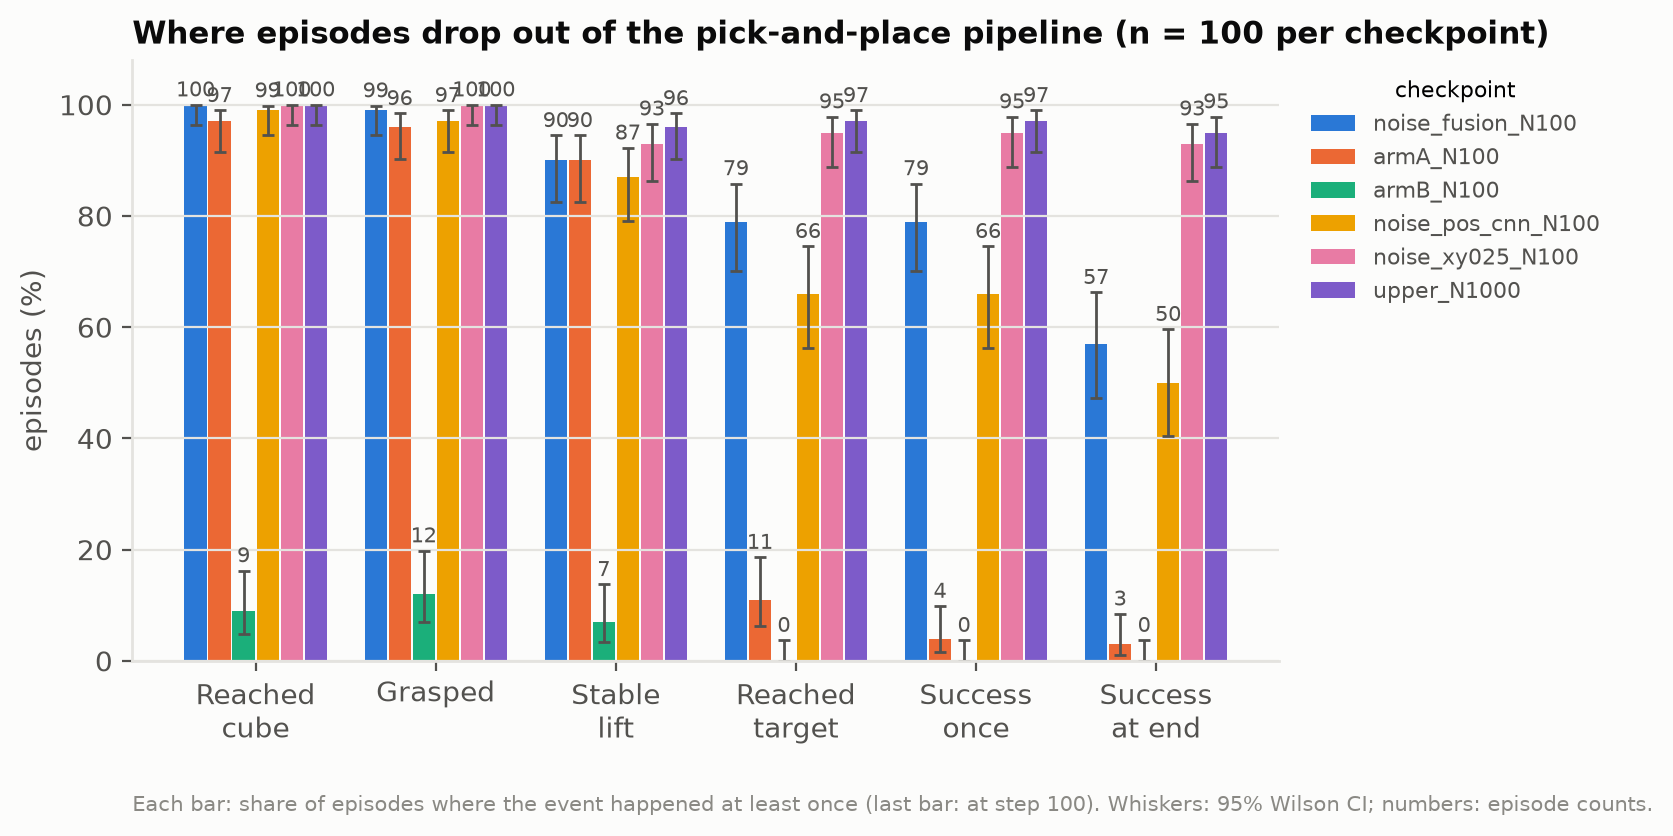 Where episodes drop out of the pick-and-place pipeline (n = 100 per checkpoint)
episodes (%)
100
80
60
40
20
0
100 97 9 99 100 100
99 96 12 97 100 100
90 90 7 87 93 96
79 11 0 66 95 97
79 4 0 66 95 97
57 3 0 50 93 95
Reached
cube
Grasped
Stable
lift
Reached
target
Success
once
Success
at end
checkpoint
noise_fusion_N100
armA_N100
armB_N100
noise_pos_cnn_N100
noise_xy025_N100
upper_N1000
Each bar: share of episodes where the event happened at least once (last bar: at step 100). Whiskers: 95% Wilson CI; numbers: episode counts.